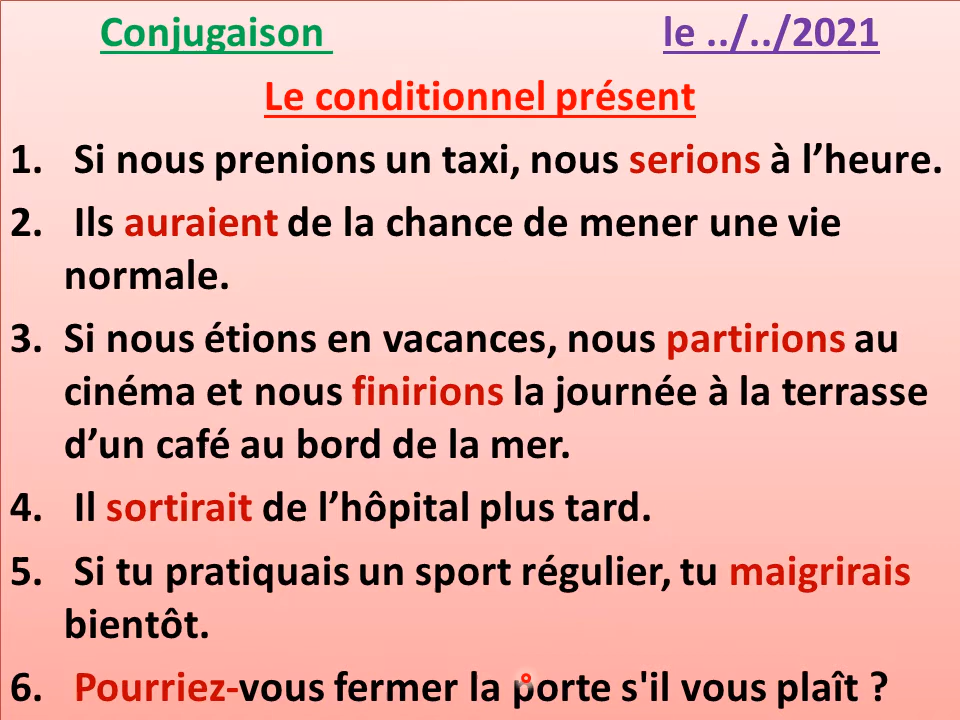 Conjugaison le ../../2021
Le conditionnel présent
1. Si nous prenions un taxi, nous serions à l’heure.
2. Ils auraient de la chance de mener une vie
normale.
3. Si nous étions en vacances, nous partirions au
cinéma et nous finirions la journée à la terrasse
d’un café au bord de la mer.
4. Il sortirait de l’hôpital plus tard.
5. Si tu pratiquais un sport régulier, tu maigrirais
bientôt.
6. Pourriez-vous fermer la porte s'il vous plaît ?